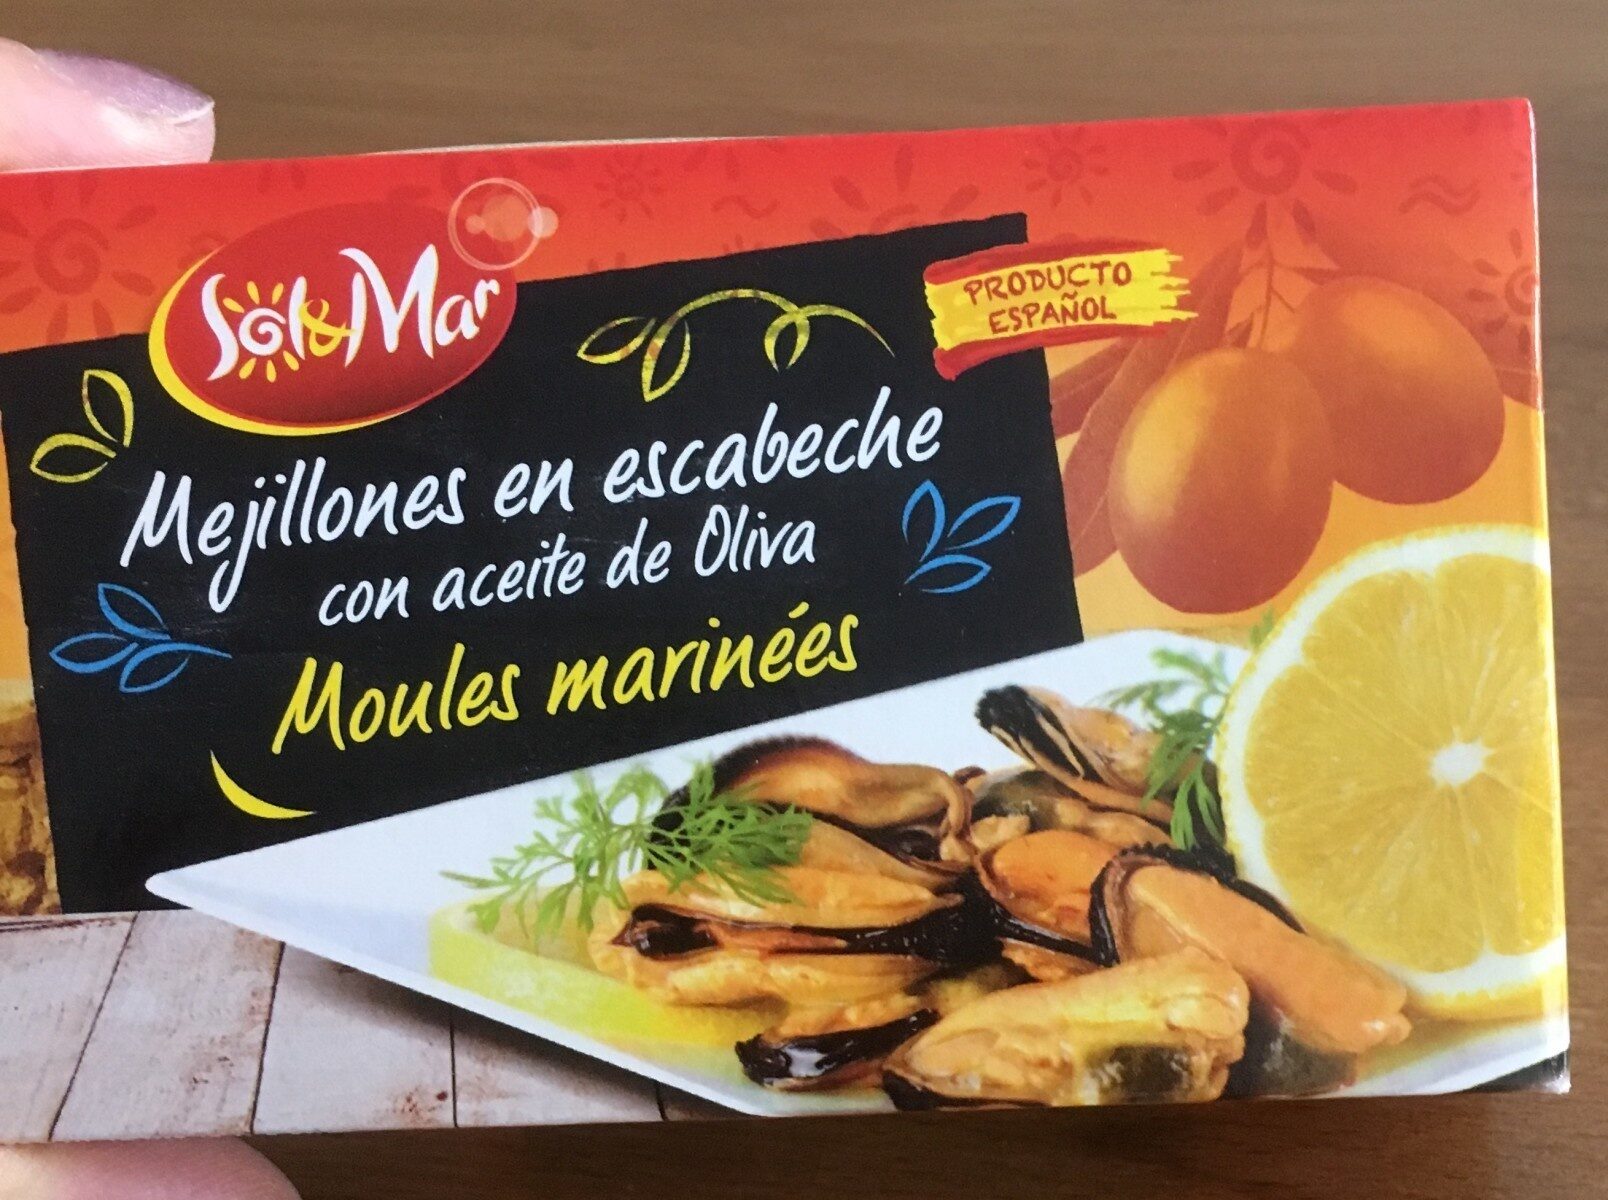 Sol&Mar
PRODUCTO
ESPAÑOL
Mejillones en escabeche
con aceite de Oliva
Moules marinées